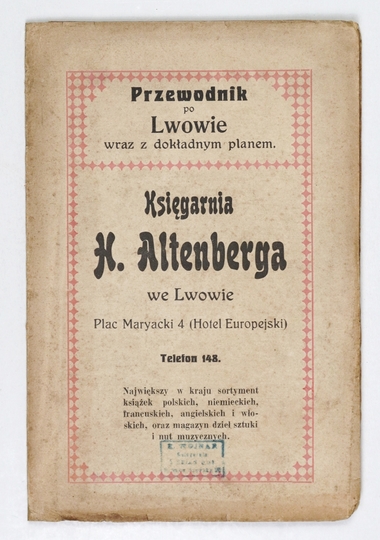 Przewodnik
po
Lwowie
wraz z dokładnym planem.
Księgarnia
H. Altenberga
we Lwowie
Plac Maryacki 4 (Hotel Europejski)
Telefon 148.
Największy w kraju sortyment
książek polskich, niemieckich,
francuskich, angielskich i wło-
skich, oraz magazyn dzieł sztuki
i nut muzycznych.